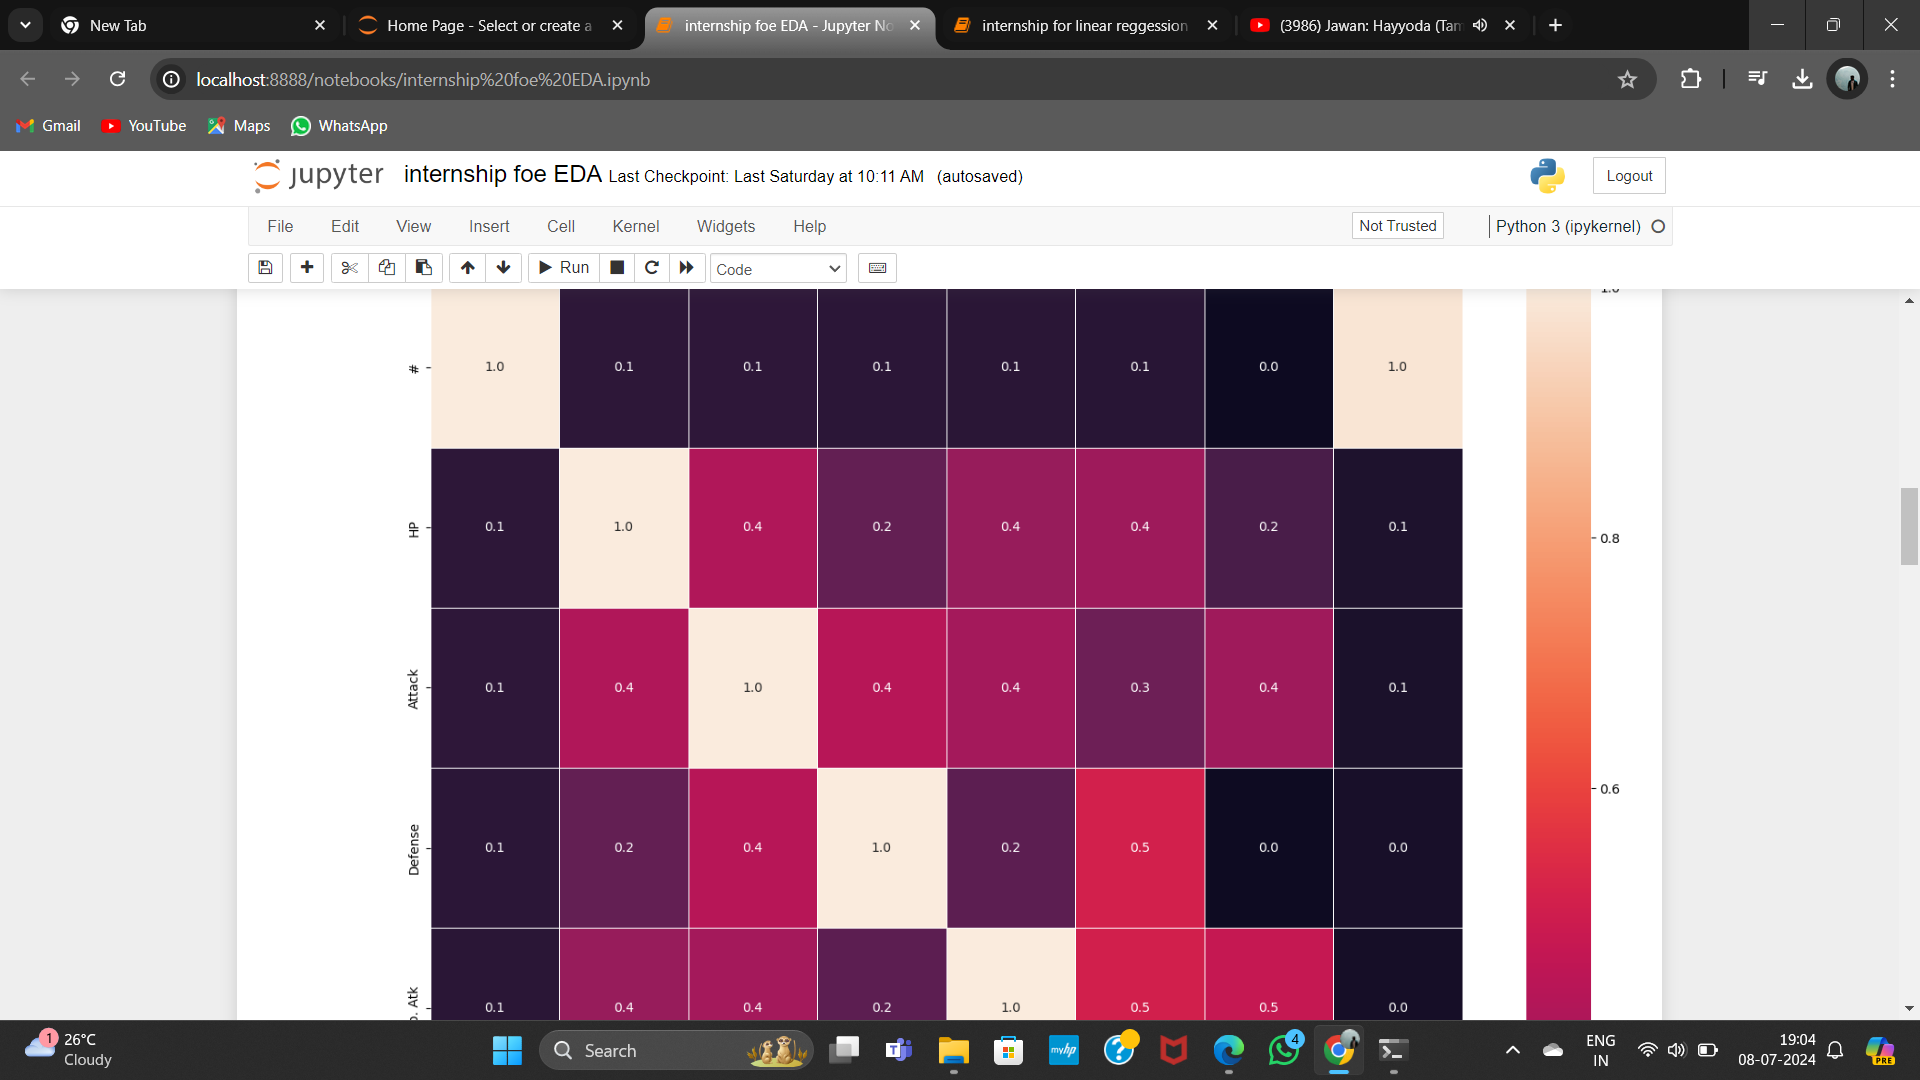 New Tab
Home Page - Select or create a
internship foe EDA - Jupyter No
internship for linear reggession
(3986) Jawan: Hayyoda (Tam
localhost:8888/notebooks/internship%20foe%20EDA.ipynb
Gmail
YouTube
Maps
WhatsApp
jupyter
internship foe EDA Last Checkpoint: Last Saturday at 10:11 AM (autosaved)
Logout
File Edit View Insert Cell Kernel Widgets Help
Not Trusted
Python 3 (ipykernel)
Run
Code
1.0
# 1.0 0.1 0.1 0.1 0.1 0.1 0.0 1.0
HP 0.1 1.0 0.4 0.2 0.4 0.4 0.2 0.1
0.8
Attack 0.1 0.4 1.0 0.4 0.4 0.3 0.4 0.1
0.6
Defense 0.1 0.2 0.4 1.0 0.2 0.5 0.0 0.0
. Atk 0.1 0.4 0.4 0.2 1.0 0.5 0.5 0.0
1
26°C
Cloudy
Search
myhp
4
ENG
IN
19:04
08-07-2024
PRE